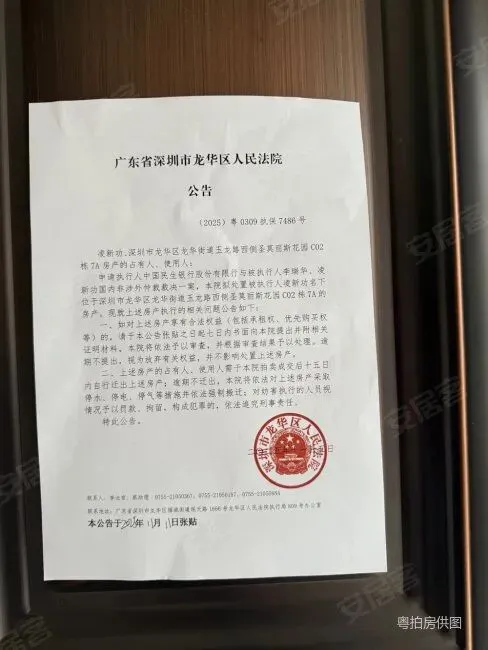 广东省深圳市龙华区人民法院
公告
（2025）粤0309执保7486号
凌新功、深圳市龙华区龙华街道玉龙路西侧圣莫丽斯花园C02
栋7A房产的占有人、使用人：
申请执行人中国民生银行股份有限行与被执行人李瑞华、凌
新功国内非涉外仲裁裁决一案，本院拟处置被执行人凌新功名下
位于深圳市龙华区龙华街道玉龙路西侧圣莫丽斯花园C02栋7A的
房产。现就上述房产执行的相关问题公告如下：
一、如对上述房产享有合法权益（包括承租权、优先购买权
等）的，请于本公告张贴之日起七日内书面向本院提出并附相关
证明材料。本院将依法予以审查，并根据审查结果予以处理。逾
期不提出，视为放弃有关权益，并不影响处置上述房产。
二、上述房产的占有人、使用人需于本院拍卖成交后十五日
内自行迁出上述房产；逾期不迁出，本院将依法对上述房产采取
停水、停电、停气等措施并依法强制搬迁；对妨害执行的人员视
情况予以罚款、拘留，构成犯罪的，依法追究刑事责任。
特此公告。
深圳市龙华区人民法院
本公告于 年11月11日张贴
安居客
粤拍房供图